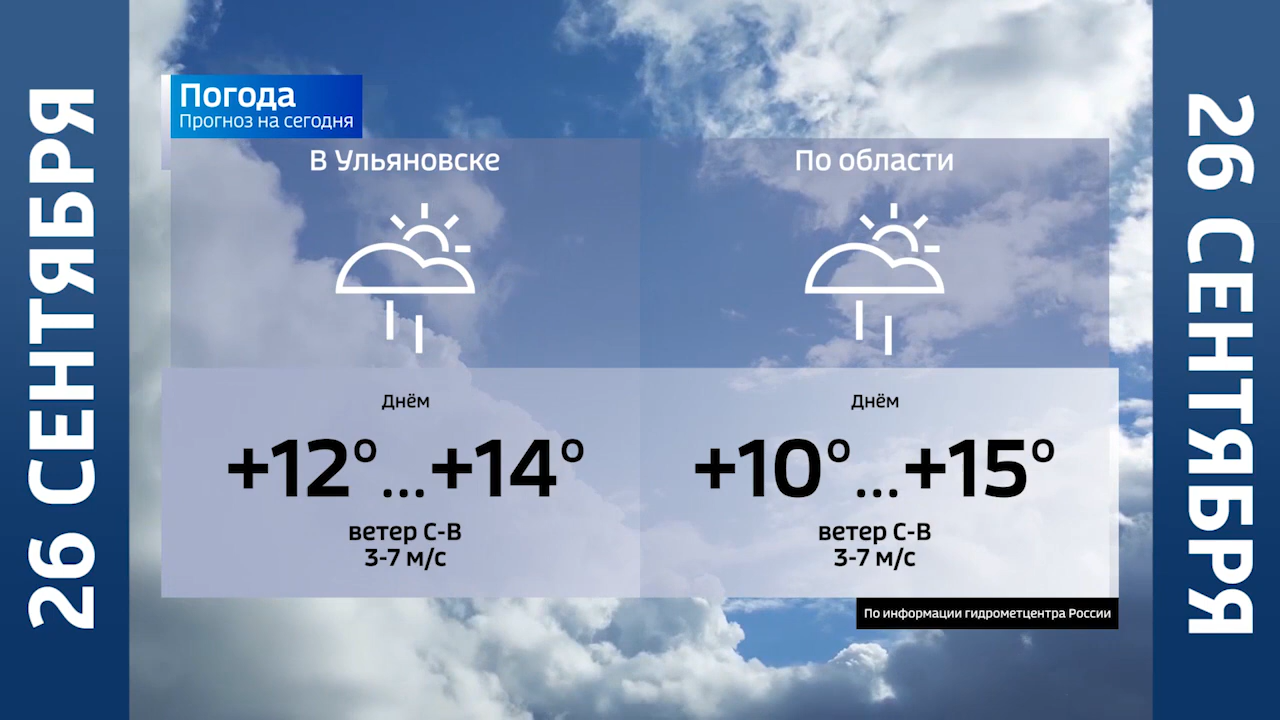 26 СЕНТЯБРЯ
Погода
Прогноз на сегодня
В Ульяновске
Днём
+12° ...+14°
ветер С-В
3-7 м/с
По области
Днём
+10° ...+15°
ветер С-В
3-7 м/с
По информации гидрометцентра России
26 СЕНТЯБРЯ